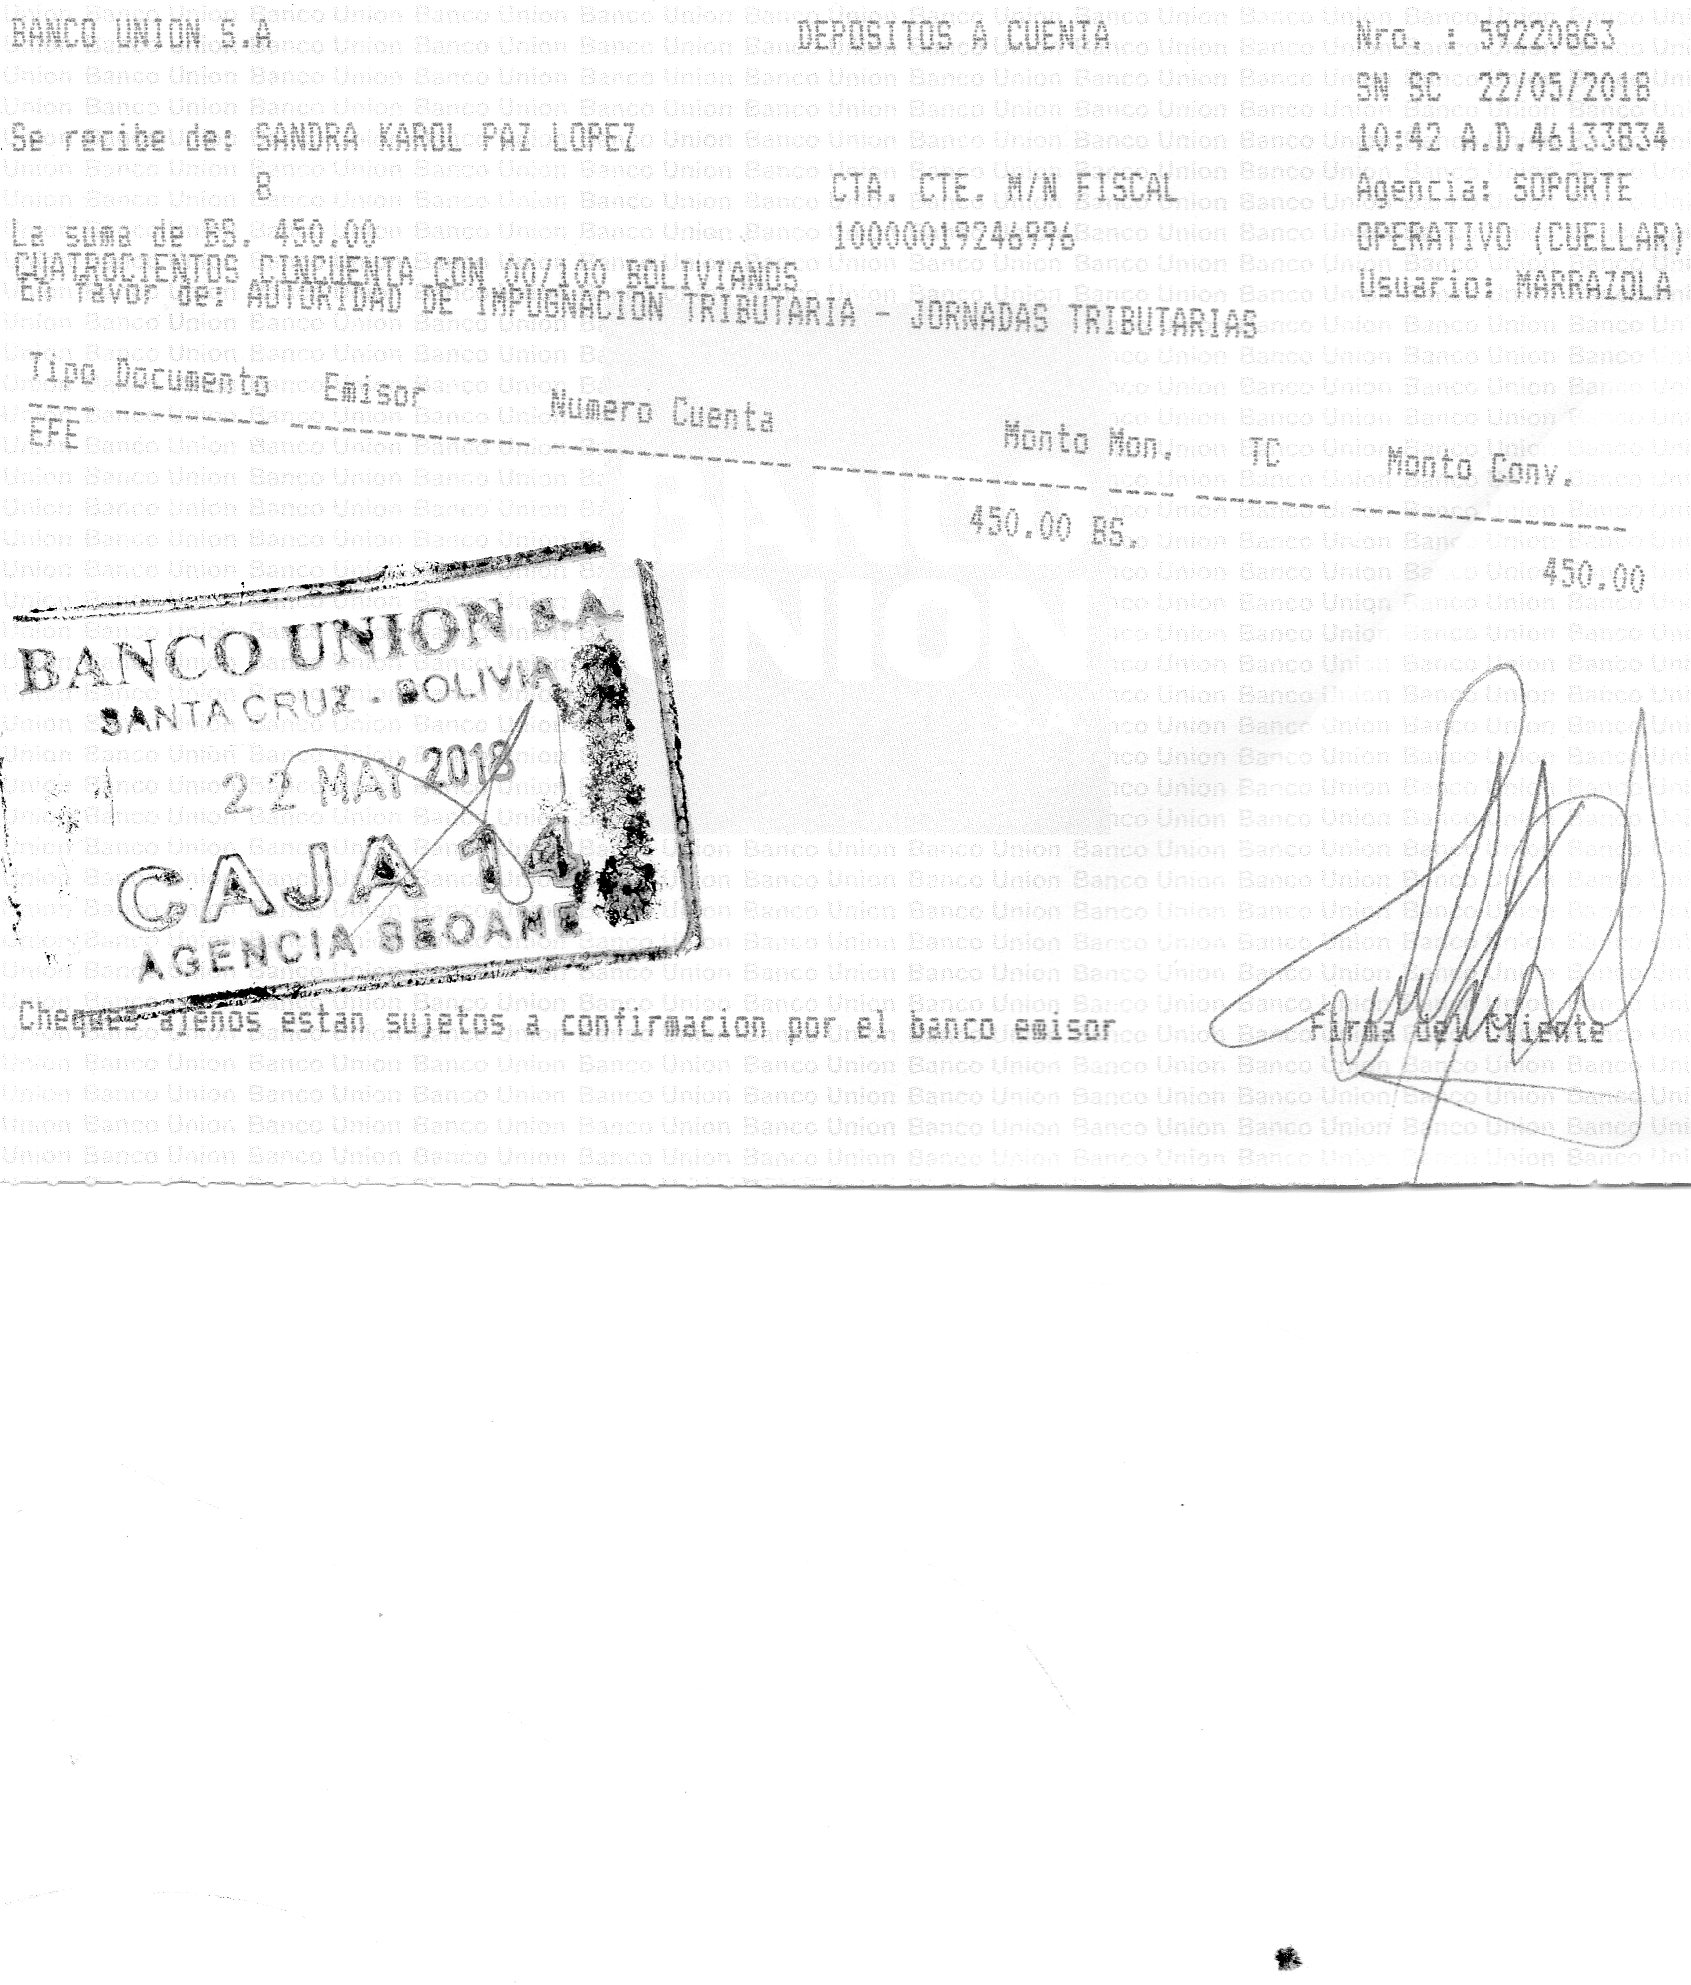 BANCO UNION S.A DEPOSITOS A CUENTA Nro. : 59220863
SN SC 22/05/2018
Se recibe de: SANDRA KAROL PAZ LOPEZ 10:42 A.D.46133834
R CTA. CTE. M/N FISCAL Agencia: SOPORTE
La suma de BS. 450.00 10000019246996 OPERATIVO (CUELLAR)
CUATROCIENTOS CINCUENTA CON 00/100 BOLIVIANOS Usuario: MARRAZOLA
En favor de: AUTORIDAD DE IMPUGNACION TRIBUTARIA - JORNADAS TRIBUTARIAS
Tipo Documento Emisor Numero Cuenta Monto Mon. TC Monto Conv.
EFE 450.00 BS. 450.00
BANCO UNION S.A
SANTA CRUZ - BOLIVIA
22 MAY 2018
CAJA 14
AGENCIA SEOANE
Cheques ajenos estan sujetos a confirmacion por el banco emisor Firma del Cliente